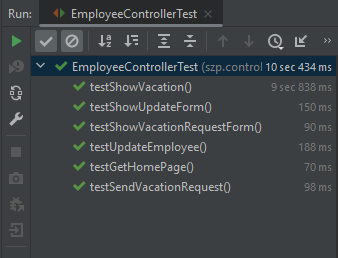 Run: EmployeeControllerTest
EmployeeControllerTest (szp.control 10 sec 434 ms
testShowVacation() 9 sec 838 ms
testShowUpdateForm() 150 ms
testShowVacationRequestForm() 90 ms
testUpdateEmployee() 188 ms
testGetHomePage() 70 ms
testSendVacationRequest() 98 ms